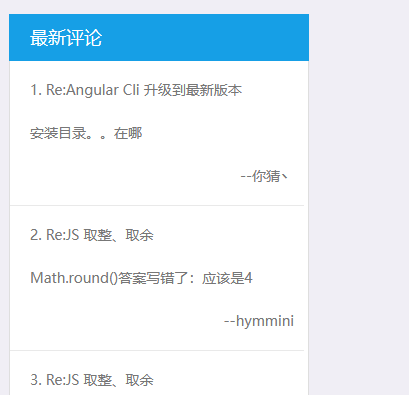 最新评论
1. Re:Angular Cli 升级到最新版本
安装目录。。在哪
--你猜丶
2. Re:JS 取整、取余
Math.round()答案写错了：应该是4
--hymmini
3. Re:JS 取整、取余